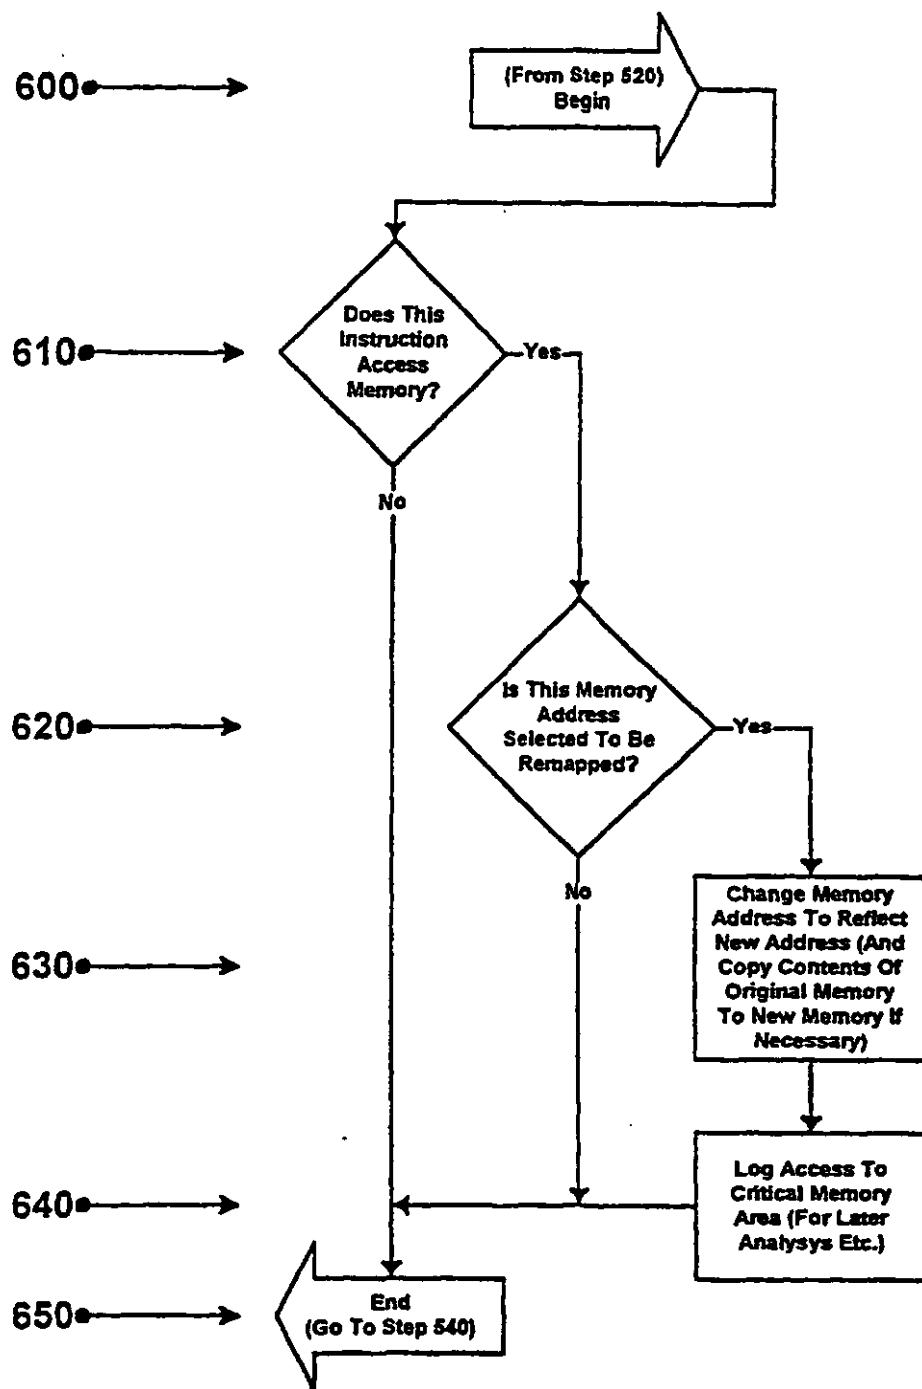 600
(From Step 520)
Begin
610
Does This
Instruction
Access
Memory?
Yes
No
620
Is This Memory
Address
Selected To Be
Remapped?
Yes
No
630
Change Memory
Address To Reflect
New Address (And
Copy Contents Of
Original Memory
To New Memory If
Necessary)
640
Log Access To
Critical Memory
Area (For Later
Analysys Etc.)
650
End
(Go To Step 540)